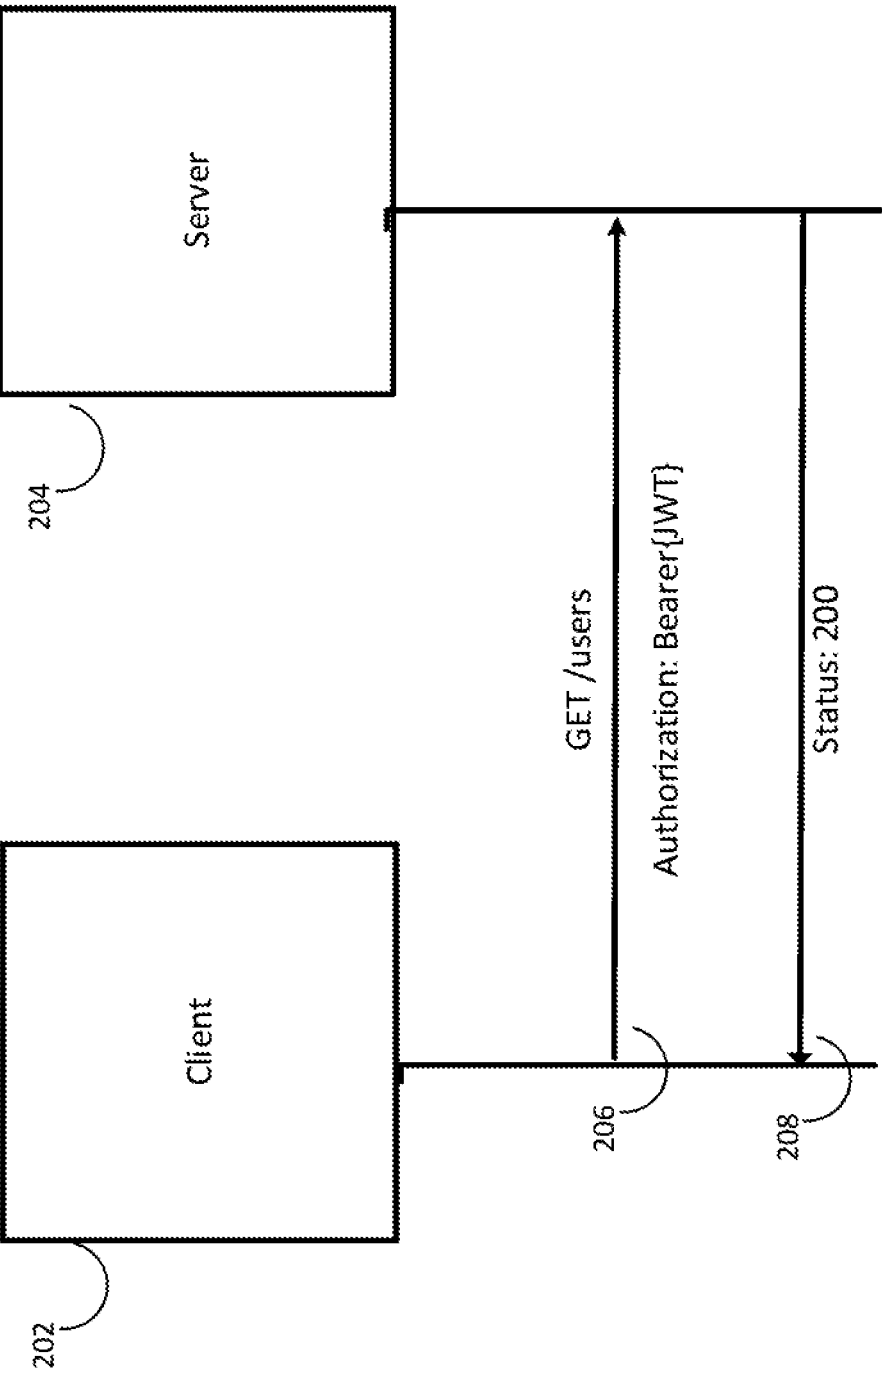 202
Client
204
Server
206
GET /users
Authorization: Bearer{JWT}
208
Status: 200